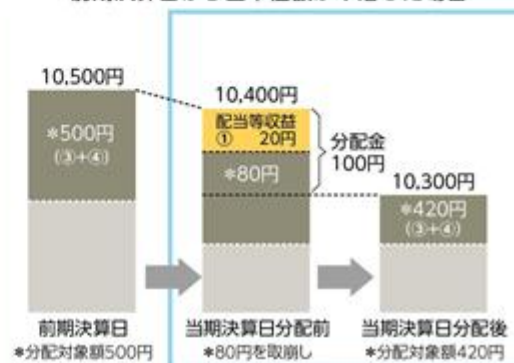 10,500円
*500円
(③+④)
10,400円
配当等収益
① 20円
*80円
分配金
100円
10,300円
*420円
(③+④)
前期決算日
*分配対象額500円
当期決算日分配前
*80円を取崩し
当期決算日分配後
*分配対象額420円